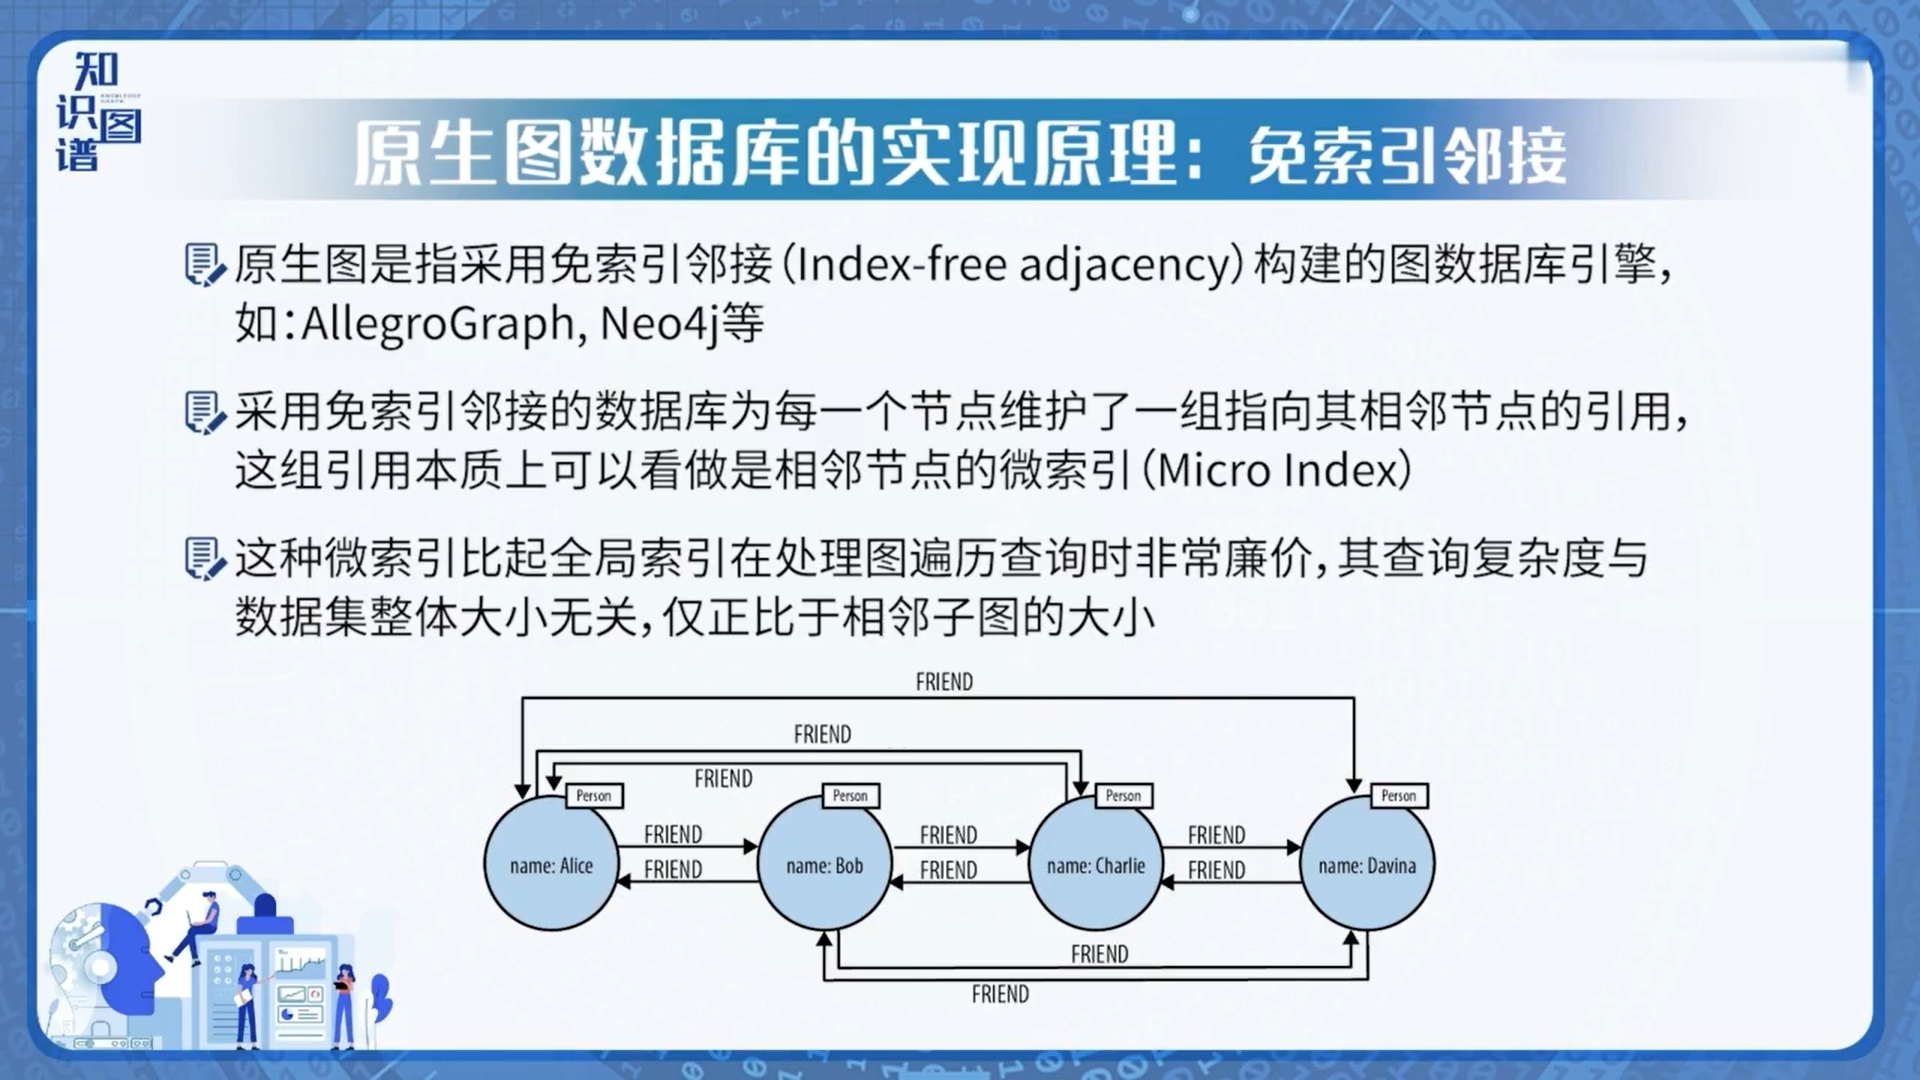 知识图谱
KNOWLEDGE
GRAPH
原生图数据库的实现原理：免索引邻接
原生图是指采用免索引邻接（Index-free adjacency）构建的图数据库引擎，
如：AllegroGraph, Neo4j等
采用免索引邻接的数据库为每一个节点维护了一组指向其相邻节点的引用，
这组引用本质上可以看做是相邻节点的微索引（Micro Index）
这种微索引比起全局索引在处理图遍历查询时非常廉价，其查询复杂度与
数据集整体大小无关，仅正比于相邻子图的大小
FRIEND
FRIEND
FRIEND
Person
Person
Person
Person
FRIEND
FRIEND
FRIEND
name: Alice
name: Bob
name: Charlie
name: Davina
FRIEND
FRIEND
FRIEND
FRIEND
FRIEND